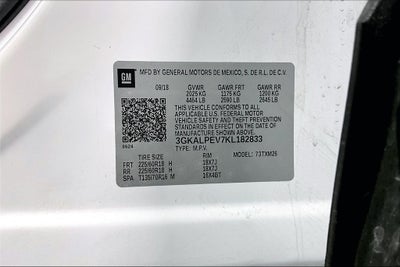 GM
MFD BY GENERAL MOTORS DE MEXICO, S. DE R.L. DE C.V.
09/18 GVWR GAWR FRT GAWR RR
2025 KG 1175 KG 1200 KG
4464 LB 2590 LB 2645 LB
THIS VEHICLE CONFORMS TO ALL
APPLICABLE FEDERAL MOTOR
VEHICLE SAFETY AND THEFT PREVENTION
STANDARDS IN EFFECT ON THE DATE OF
MANUFACTURE SHOWN ABOVE.
3GKALPEV7KL182833
8624 TYPE: M.P.V. MODEL: 73TXM26
TIRE SIZE RIM
FRT 225/60R18 H 18X7J
RR 225/60R18 H 18X7J
SPA T135/70R16 M 16X4BT